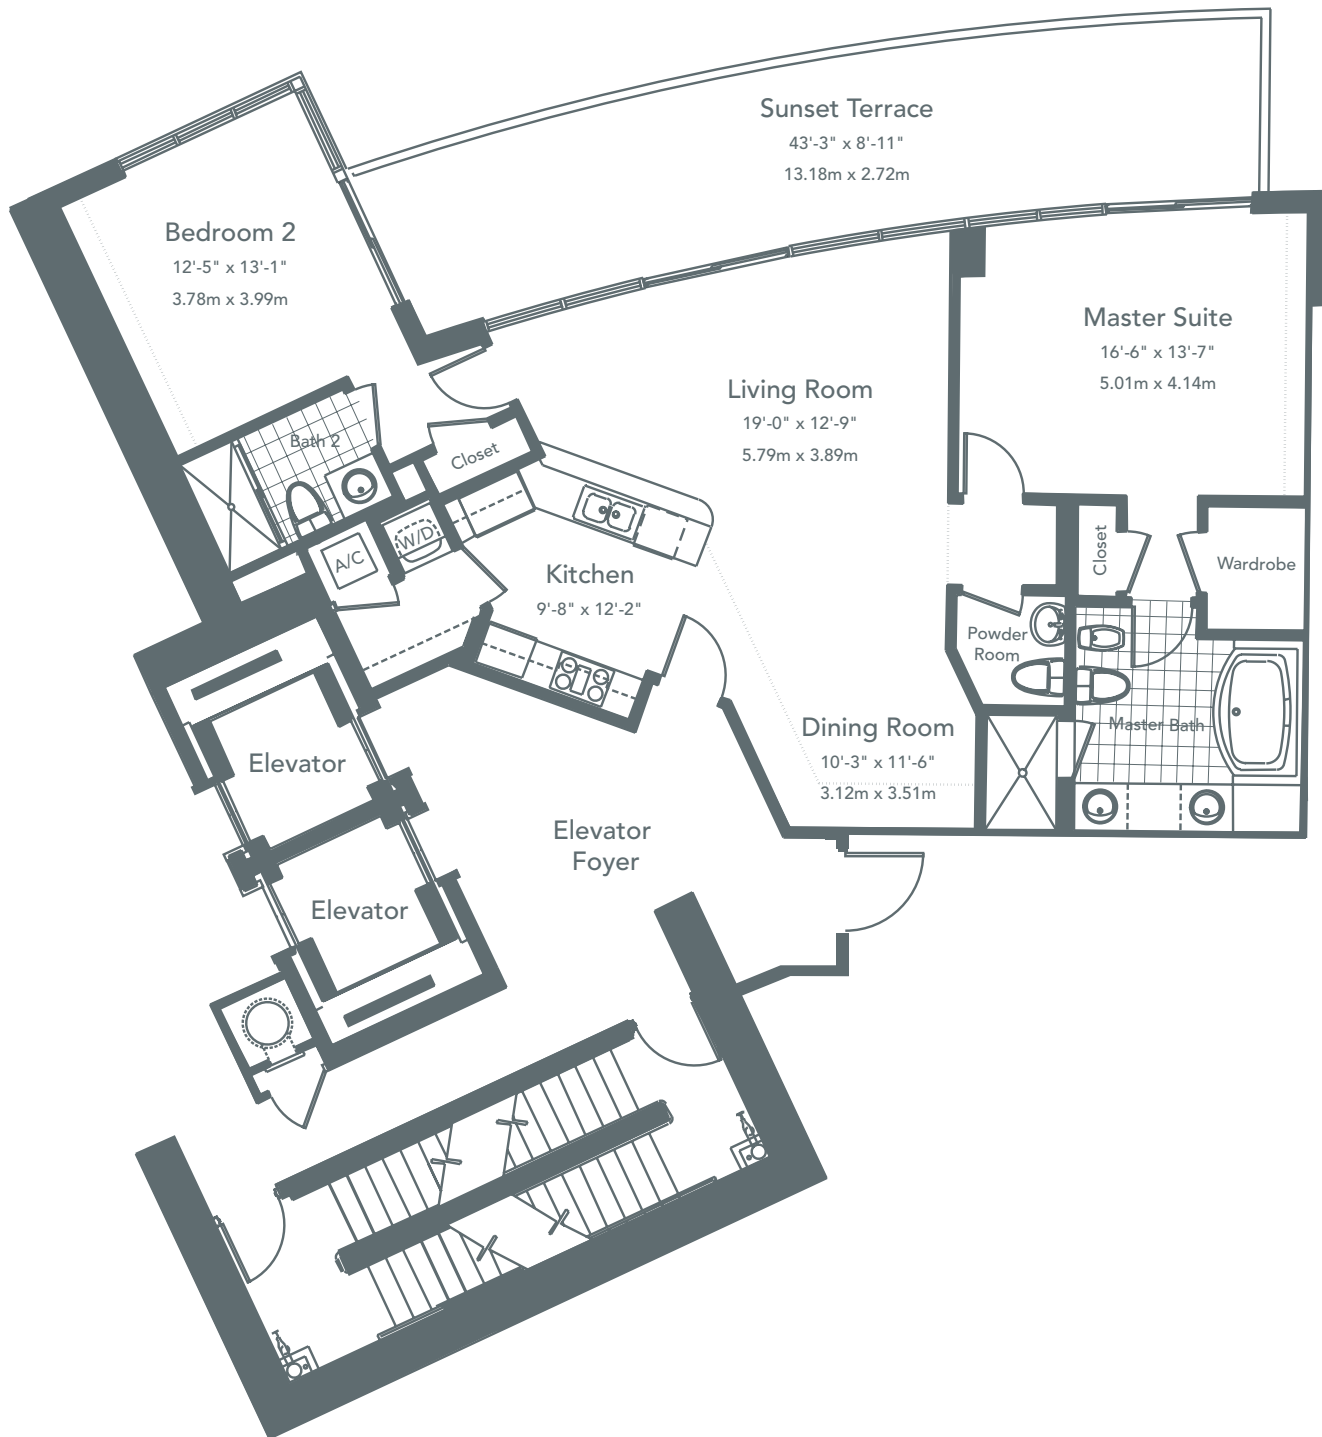 Sunset Terrace
43'-3" x 8'-11"
13.18m x 2.72m
Bedroom 2
12'-5" x 13'-1"
3.78m x 3.99m
Master Suite
16'-6" x 13'-7"
5.01m x 4.14m
Living Room
19'-0" x 12'-9"
5.79m x 3.89m
Bath 2
Closet
A/C
W/D
Kitchen
9'-8" x 12'-2"
Closet
Wardrobe
Powder
Room
Master Bath
Dining Room
10'-3" x 11'-6"
3.12m x 3.51m
Elevator
Elevator
Foyer
Elevator